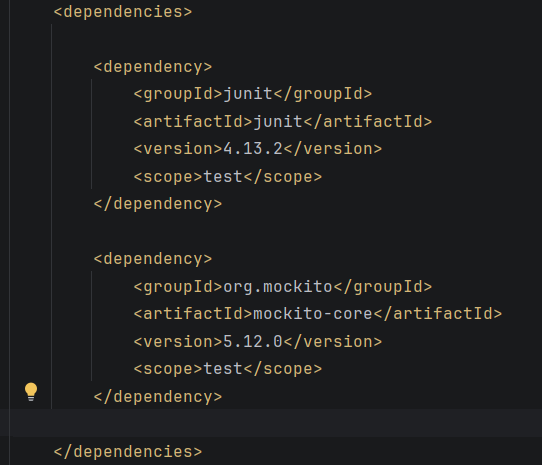 <dependencies>
<dependency>
<groupId>junit</groupId>
<artifactId>junit</artifactId>
<version>4.13.2</version>
<scope>test</scope>
</dependency>
<dependency>
<groupId>org.mockito</groupId>
<artifactId>mockito-core</artifactId>
<version>5.12.0</version>
<scope>test</scope>
</dependency>
</dependencies>